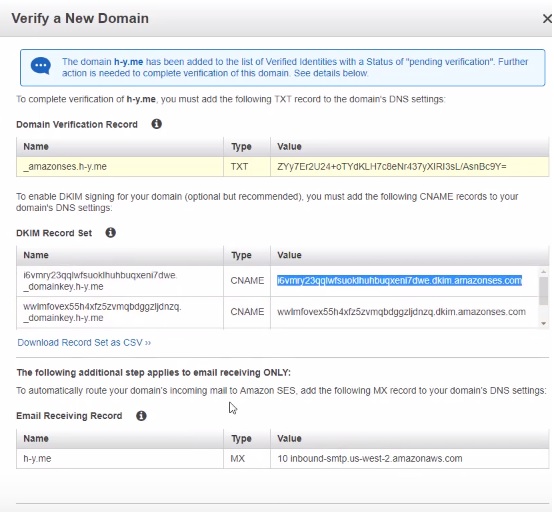 Verify a New Domain
The domain h-y.me has been added to the list of Verified Identities with a Status of "pending verification". Further
action is needed to complete verification of this domain. See details below.
To complete verification of h-y.me, you must add the following TXT record to the domain's DNS settings:
Domain Verification Record
Name Type Value
_amazonses.h-y.me TXT ZYy7Er2U24+oTYdKLH7c8eNr437yXIRI3sL/AsnBc9Y=
To enable DKIM signing for your domain (optional but recommended), you must add the following CNAME records to your
domain's DNS settings.
DKIM Record Set
Name Type Value
i6vmry23qqlwfsuoklhuhbuqxeni7dwe.
_domainkey.h-y.me CNAME i6vmry23qqlwfsuoklhuhbuqxeni7dwe.dkim.amazonses.com
wwlmfovex55h4xfz5zvmqbdggzljdnzq.
_domainkey.h-y.me CNAME wwlmfovex55h4xfz5zvmqbdggzljdnzq.dkim.amazonses.com
Download Record Set as CSV ››
The following additional step applies to email receiving ONLY:
To automatically route your domain's incoming mail to Amazon SES, add the following MX record to your domain's DNS settings:
Email Receiving Record
Name Type Value
h-y.me MX 10 inbound-smtp.us-west-2.amazonaws.com